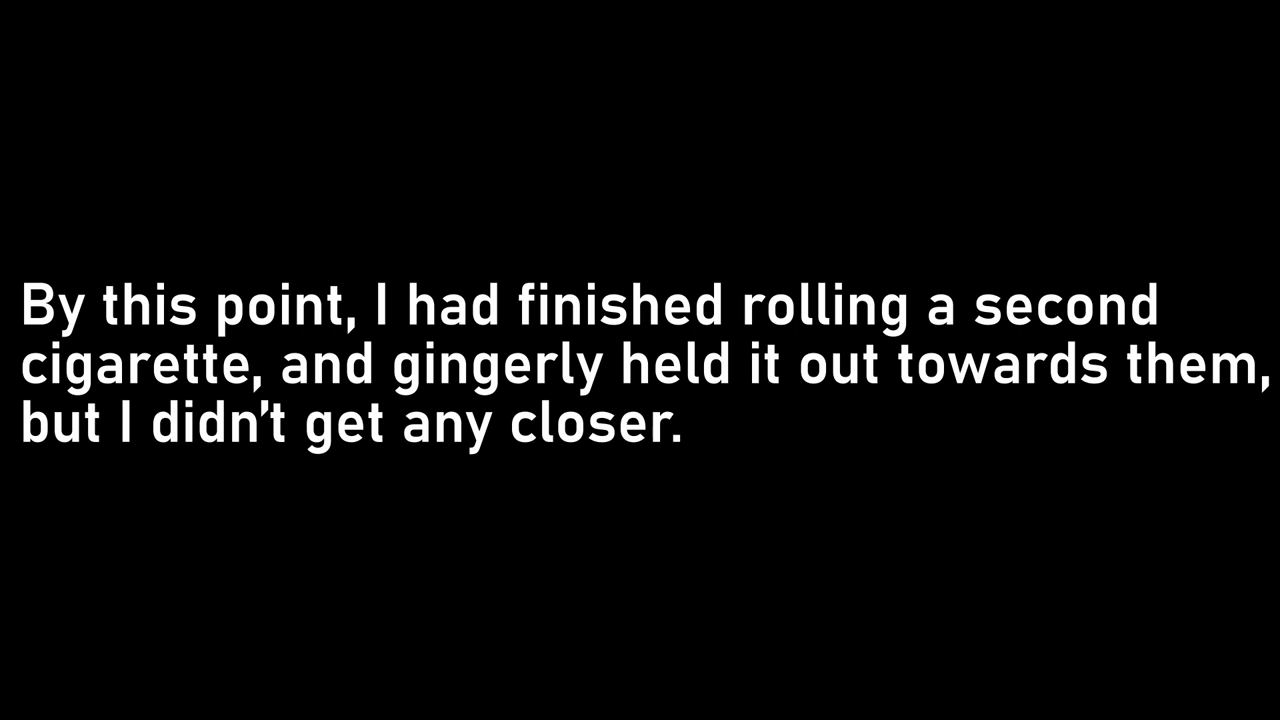 By this point, I had finished rolling a second
cigarette, and gingerly held it out towards them,
but I didn’t get any closer.